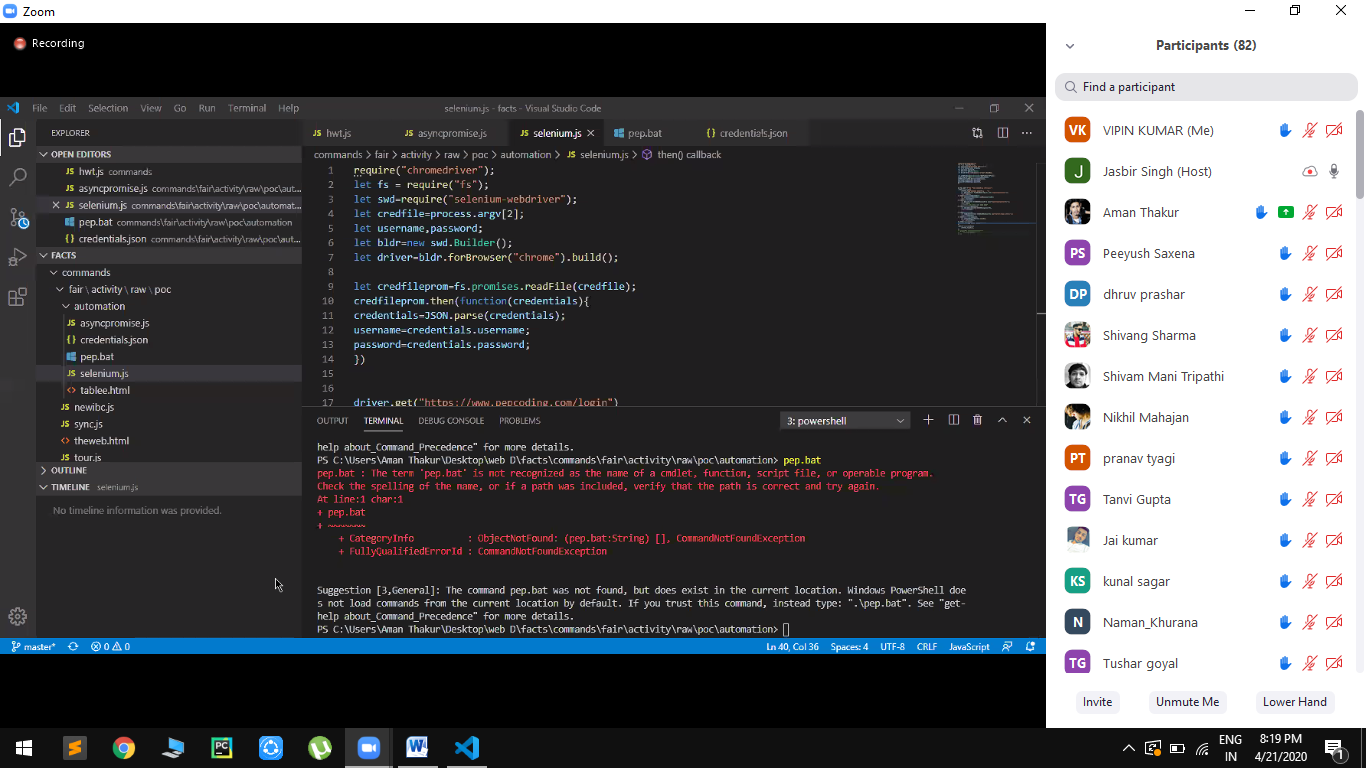 Zoom
Recording
File Edit Selection View Go Run Terminal Help
selenium.js - facts - Visual Studio Code
EXPLORER
OPEN EDITORS
hwt.js commands
asyncpromise.js commands\fair\activity\raw\poc\aut...
selenium.js commands\fair\activity\raw\poc\automat...
pep.bat commands\fair\activity\raw\poc\automation
credentials.json commands\fair\activity\raw\poc\aut...
FACTS
commands
fair \ activity \ raw \ poc
automation
asyncpromise.js
credentials.json
pep.bat
selenium.js
tablee.html
newibc.js
sync.js
theweb.html
tour.js
OUTLINE
TIMELINE selenium.js
No timeline information was provided.
hwt.js asyncpromise.js selenium.js pep.bat credentials.json
commands > fair > activity > raw > poc > automation > selenium.js > then() callback
1 require("chromedriver");
2 let fs = require("fs");
3 let swd=require("selenium-webdriver");
4 let credfile=process.argv[2];
5 let username,password;
6 let bldr=new swd.Builder();
7 let driver=bldr.forBrowser("chrome").build();
8
9 let credfileprom=fs.promises.readFile(credfile);
10 credfileprom.then(function(credentials){
11 credentials=JSON.parse(credentials);
12 username=credentials.username;
13 password=credentials.password;
14 })
15
16
17 driver.get("https://www.pepcoding.com/login")
OUTPUT TERMINAL DEBUG CONSOLE PROBLEMS
3: powershell
help about_Command_Precedence" for more details.
PS C:\Users\Aman Thakur\Desktop\web D\facts\commands\fair\activity\raw\poc\automation> pep.bat
pep.bat : The term 'pep.bat' is not recognized as the name of a cmdlet, function, script file, or operable program.
Check the spelling of the name, or if a path was included, verify that the path is correct and try again.
At line:1 char:1
+ pep.bat
+ ~~~~~~~
+ CategoryInfo : ObjectNotFound: (pep.bat:String) [], CommandNotFoundException
+ FullyQualifiedErrorId : CommandNotFoundException
Suggestion [3,General]: The command pep.bat was not found, but does exist in the current location. Windows PowerShell doe
s not load commands from the current location by default. If you trust this command, instead type: ".\pep.bat". See "get-
help about_Command_Precedence" for more details.
PS C:\Users\Aman Thakur\Desktop\web D\facts\commands\fair\activity\raw\poc\automation>
master* 0 0
Ln 40, Col 36 Spaces: 4 UTF-8 CRLF JavaScript
Participants (82)
Find a participant
VK VIPIN KUMAR (Me)
J Jasbir Singh (Host)
Aman Thakur
PS Peeyush Saxena
DP dhruv prashar
Shivang Sharma
Shivam Mani Tripathi
Nikhil Mahajan
PT pranav tyagi
TG Tanvi Gupta
Jai kumar
KS kunal sagar
N Naman_Khurana
TG Tushar goyal
Invite Unmute Me Lower Hand
ENG
IN
8:19 PM
4/21/2020
1